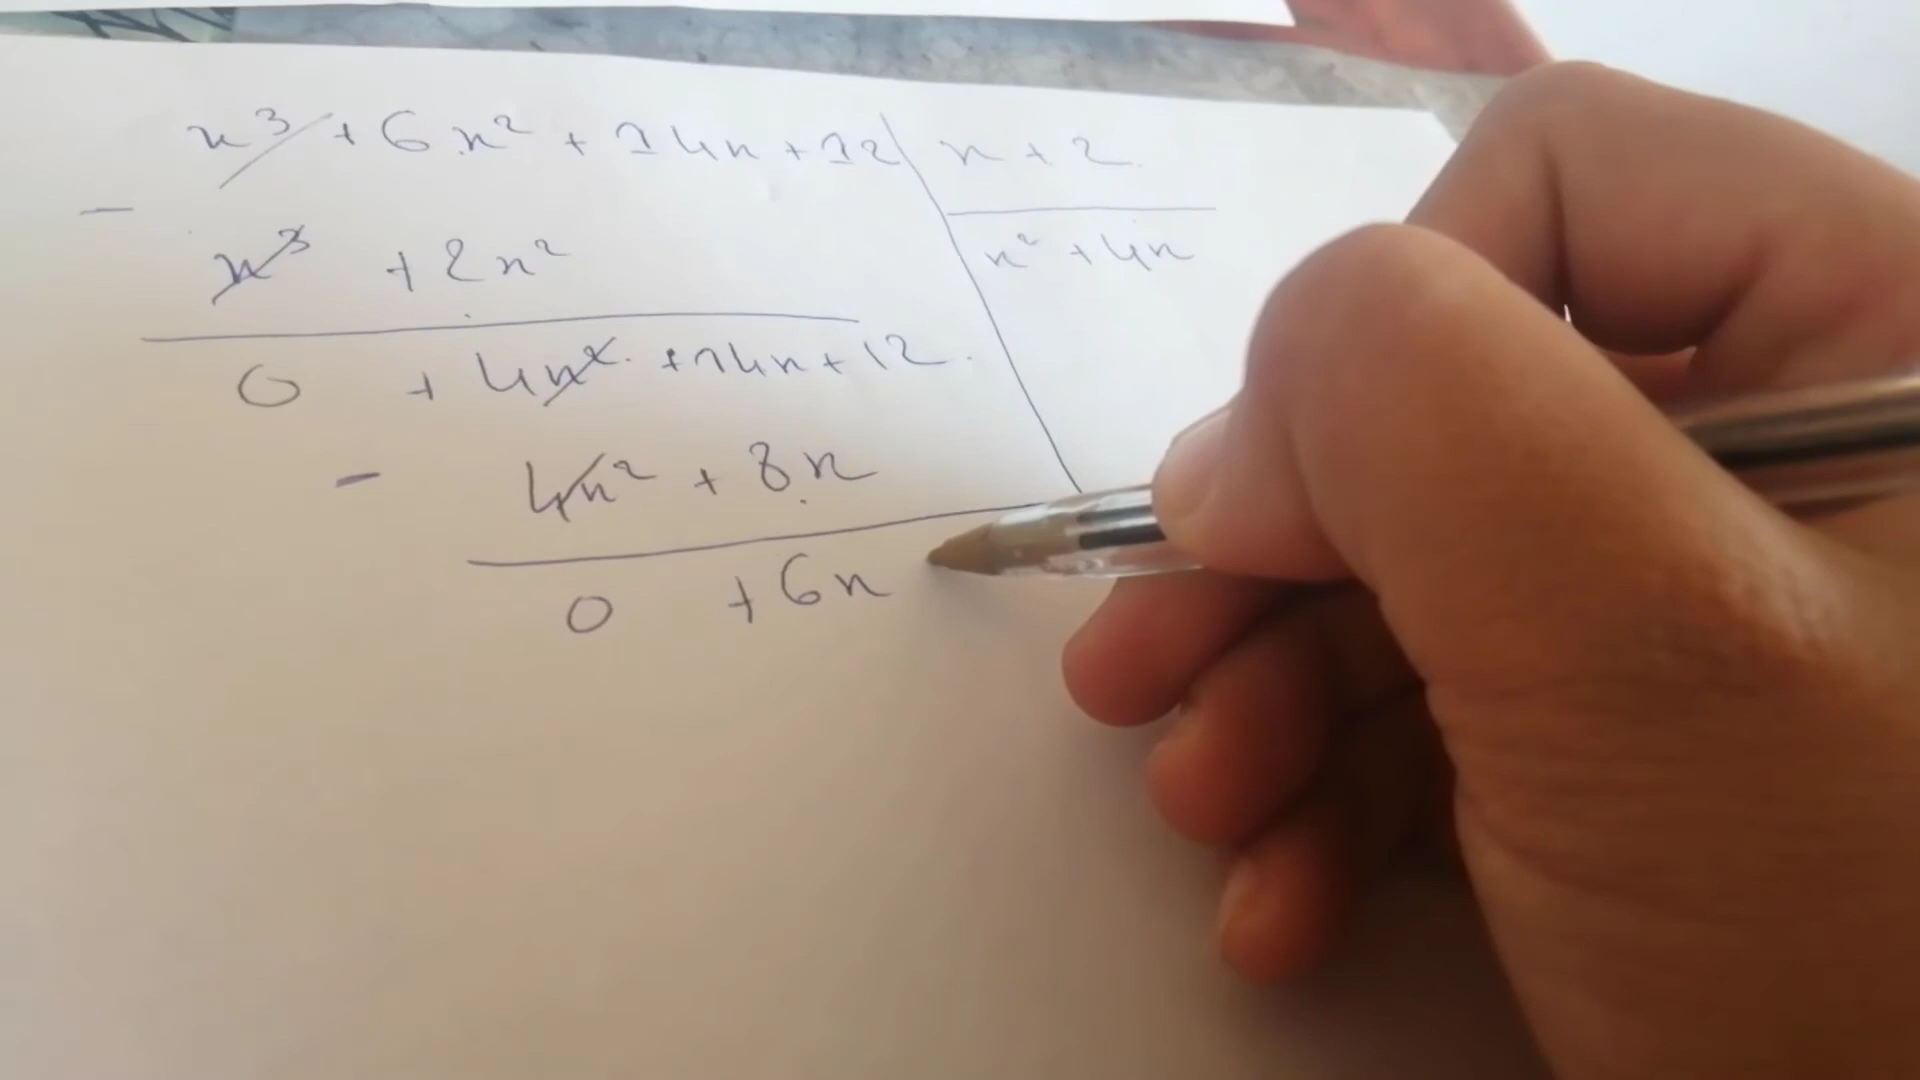 x³ + 6x² + 14x + 12 | x + 2
- x³ + 2x²
x² + 4x
0 + 4x² + 14x + 12
- 4x² + 8x
0 + 6x